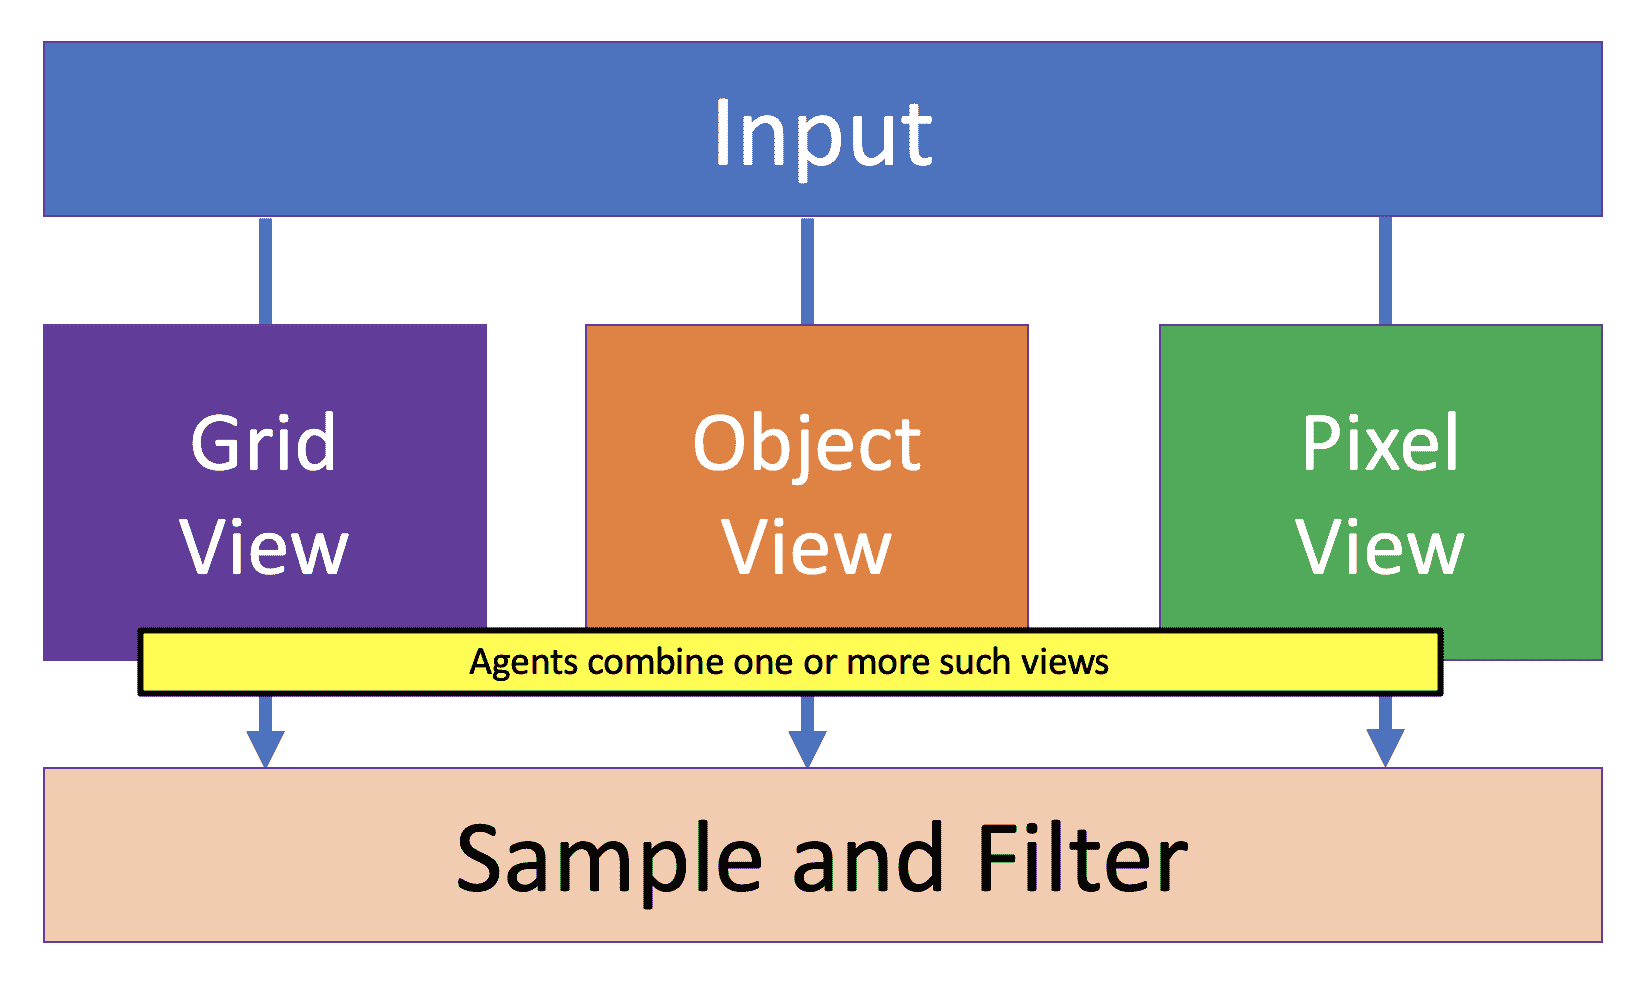 Input
Grid
View
Object
View
Pixel
View
Agents combine one or more such views
Sample and Filter